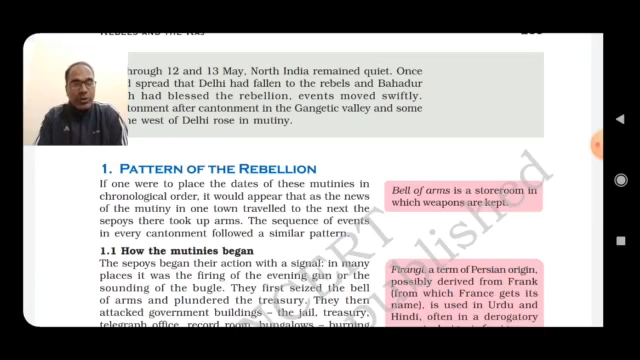 REBELS AND THE RAJ
hrough 12 and 13 May, North India remained quiet. Once
spread that Delhi had fallen to the rebels and Bahadur
had blessed the rebellion, events moved swiftly.
tonment after cantonment in the Gangetic valley and some
e west of Delhi rose in mutiny.
1. PATTERN OF THE REBELLION
If one were to place the dates of these mutinies in
chronological order, it would appear that as the news
of the mutiny in one town travelled to the next the
sepoys there took up arms. The sequence of events
in every cantonment followed a similar pattern.
Bell of arms is a storeroom in
which weapons are kept.
1.1 How the mutinies began
The sepoys began their action with a signal: in many
places it was the firing of the evening gun or the
sounding of the bugle. They first seized the bell
of arms and plundered the treasury. They then
attacked government buildings – the jail, treasury,
telegraph office, record room, bungalows – burning
Firangi, a term of Persian origin,
possibly derived from Frank
(from which France gets its
name), is used in Urdu and
Hindi, often in a derogatory
NCERT
published